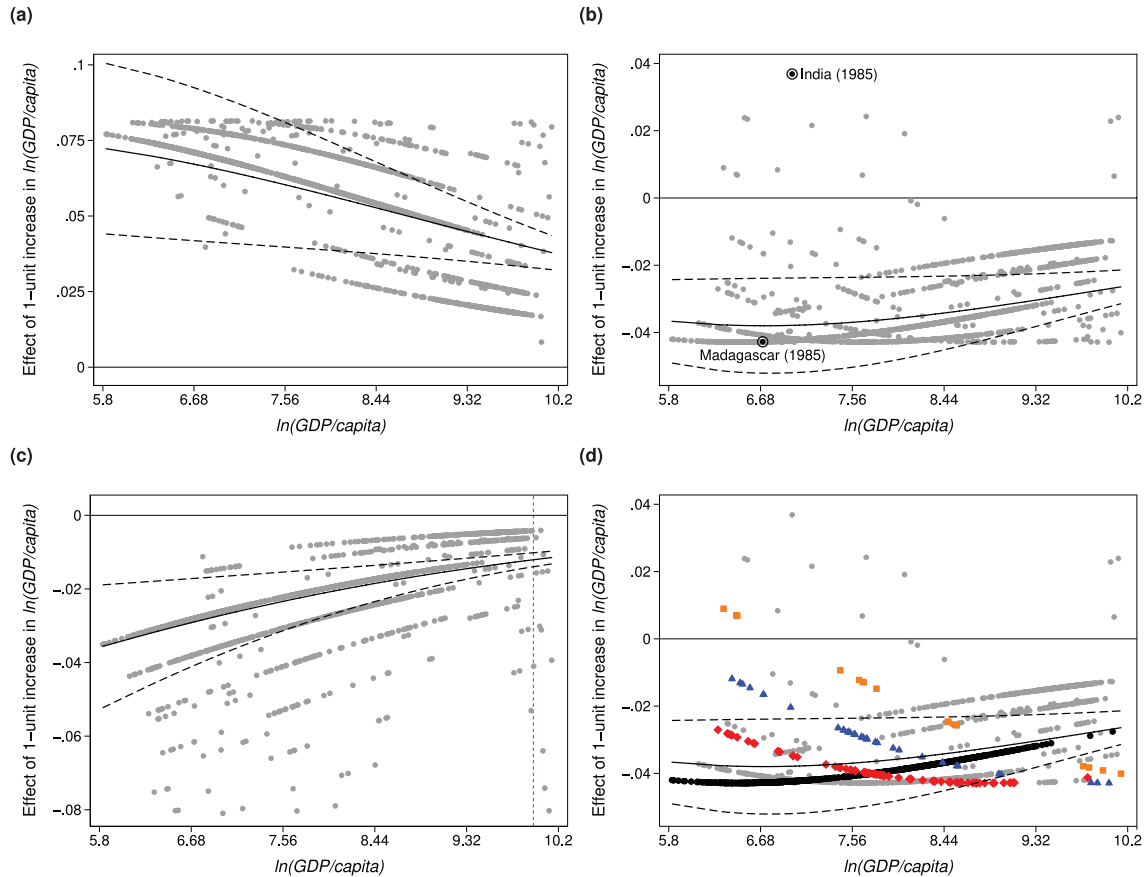 (a)
Effect of 1−unit increase in ln(GDP/capita)
.1
.075
.05
.025
0
5.8 6.68 7.56 8.44 9.32 10.2
ln(GDP/capita)
(b)
Effect of 1−unit increase in ln(GDP/capita)
.04
.02
0
−.02
−.04
India (1985)
Madagascar (1985)
5.8 6.68 7.56 8.44 9.32 10.2
ln(GDP/capita)
(c)
Effect of 1−unit increase in ln(GDP/capita)
0
−.02
−.04
−.06
−.08
5.8 6.68 7.56 8.44 9.32 10.2
ln(GDP/capita)
(d)
Effect of 1−unit increase in ln(GDP/capita)
.04
.02
0
−.02
−.04
5.8 6.68 7.56 8.44 9.32 10.2
ln(GDP/capita)